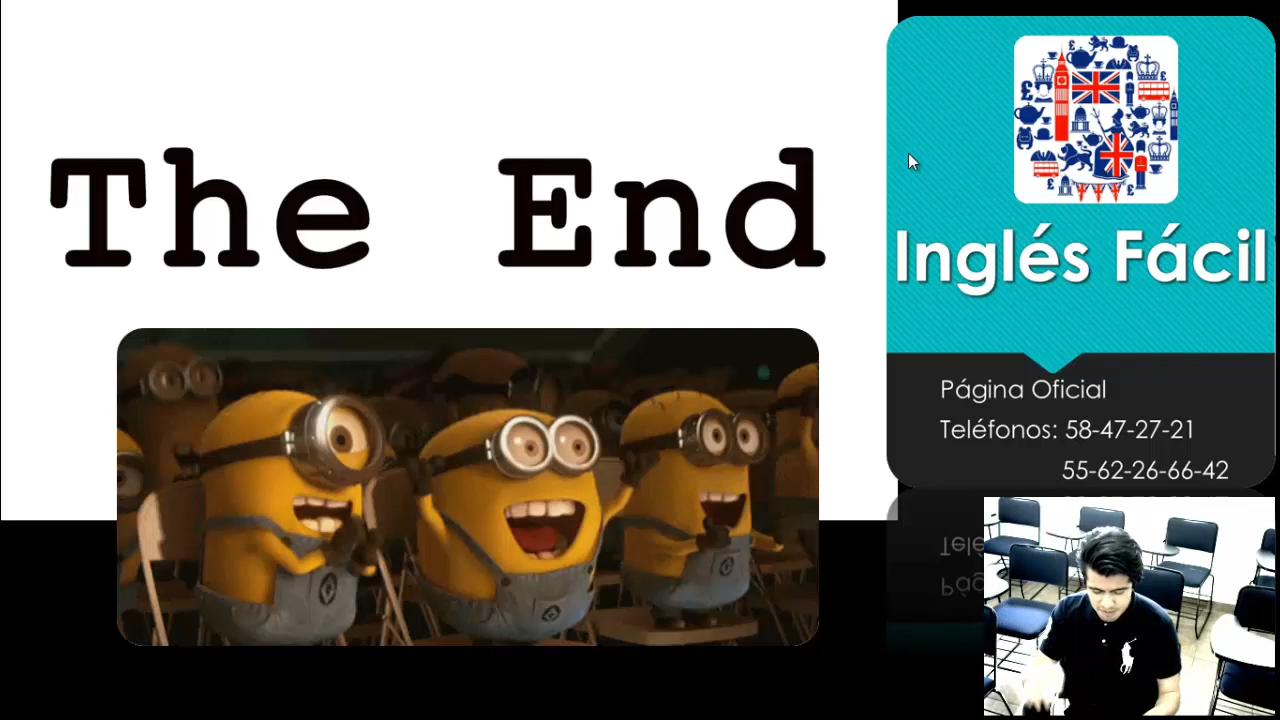 The End
Inglés Fácil
Página Oficial
Teléfonos: 58-47-27-21
55-62-26-66-42